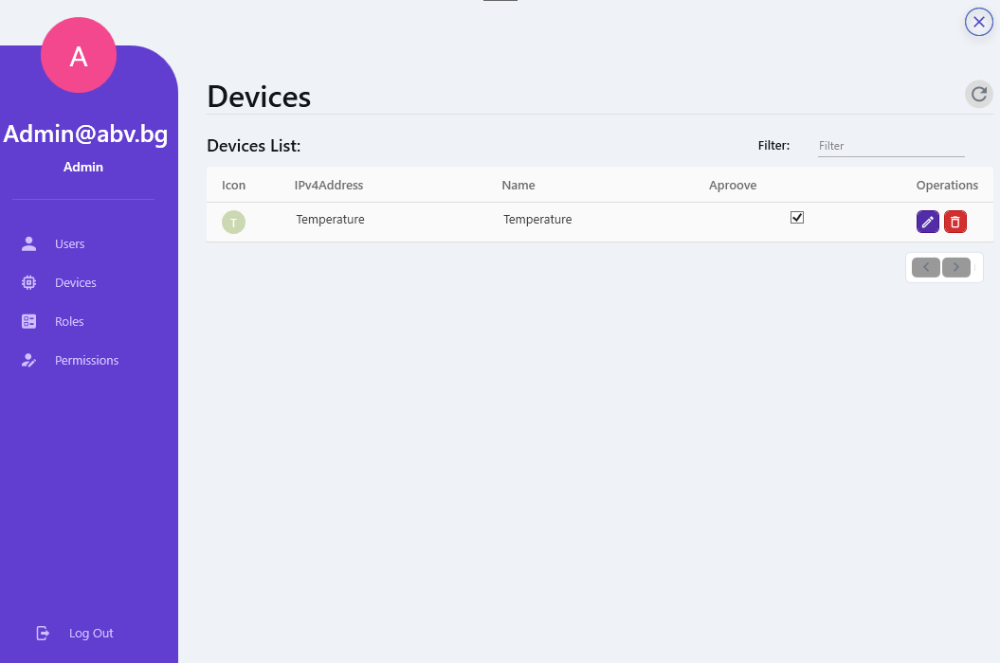 A
Admin@abv.bg
Admin
Users
Devices
Roles
Permissions
Log Out
Devices
Devices List:
Filter: Filter
Icon IPv4Address Name Aproove Operations
T Temperature Temperature